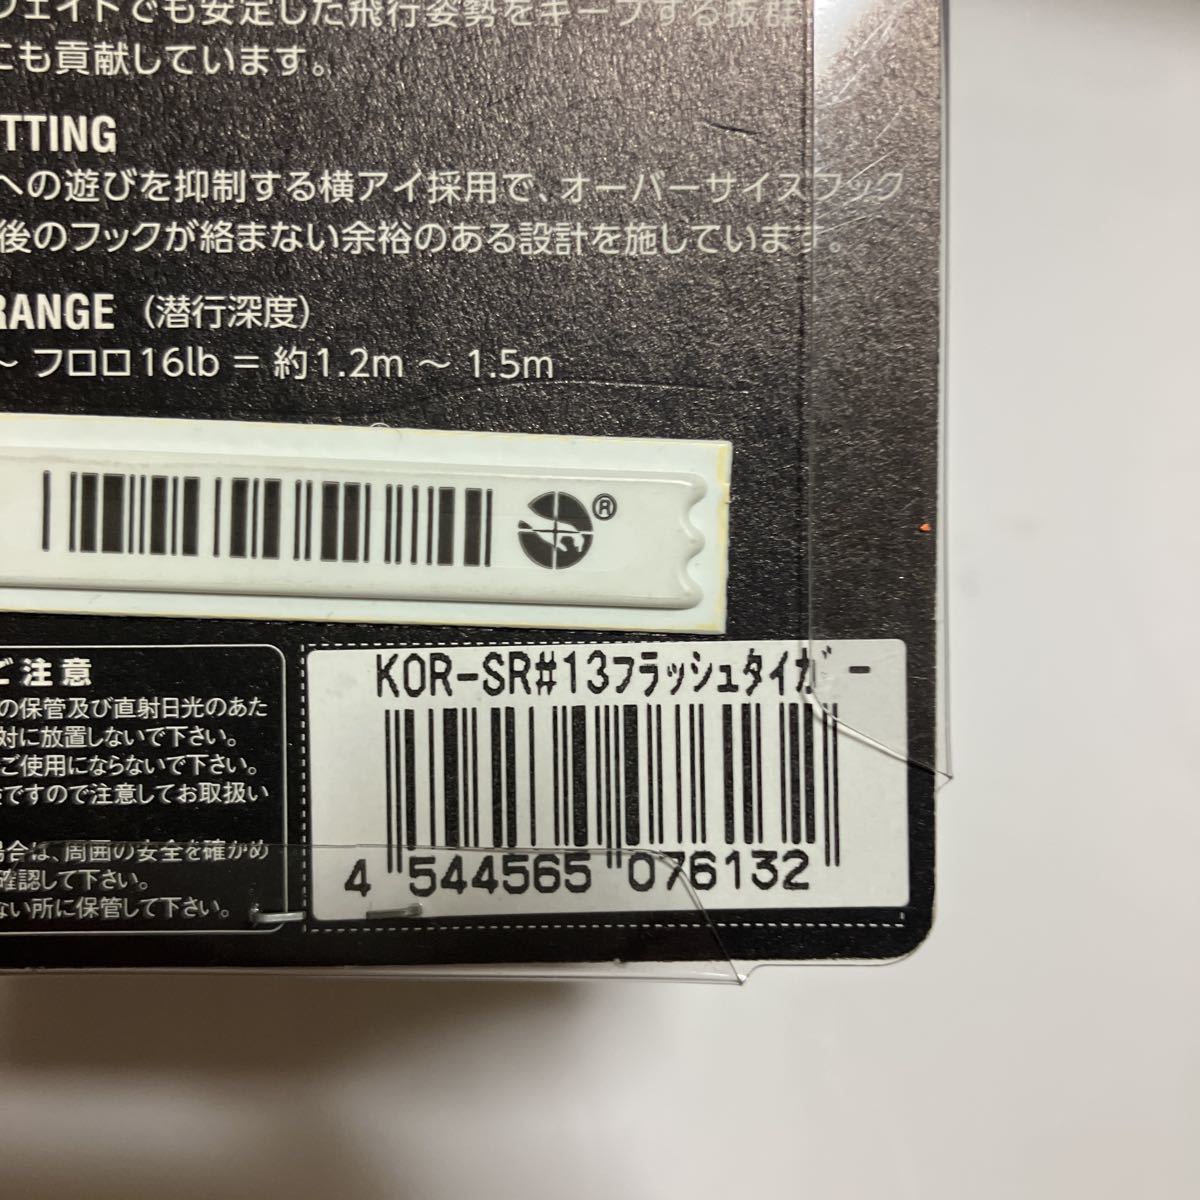 ウェイトでも安定した飛行姿勢をキープする抜群
にも貢献しています。
TTING
への遊びを抑制する横アイ採用で、オーバーサイズフック
後のフックが絡まない余裕のある設計を施しています。
RANGE (潜行深度)
～ フロロ16lb = 約1.2m ～ 1.5m
®
ご注意
の保管及び直射日光のあた
対に放置しないで下さい。
ご使用にならないで下さい。
ですので注意してお取扱い
場合は、周囲の安全を確かめ
確認して下さい。
ない所に保管して下さい。
KOR-SR#13フラッシュタイガー
4 544565 076132